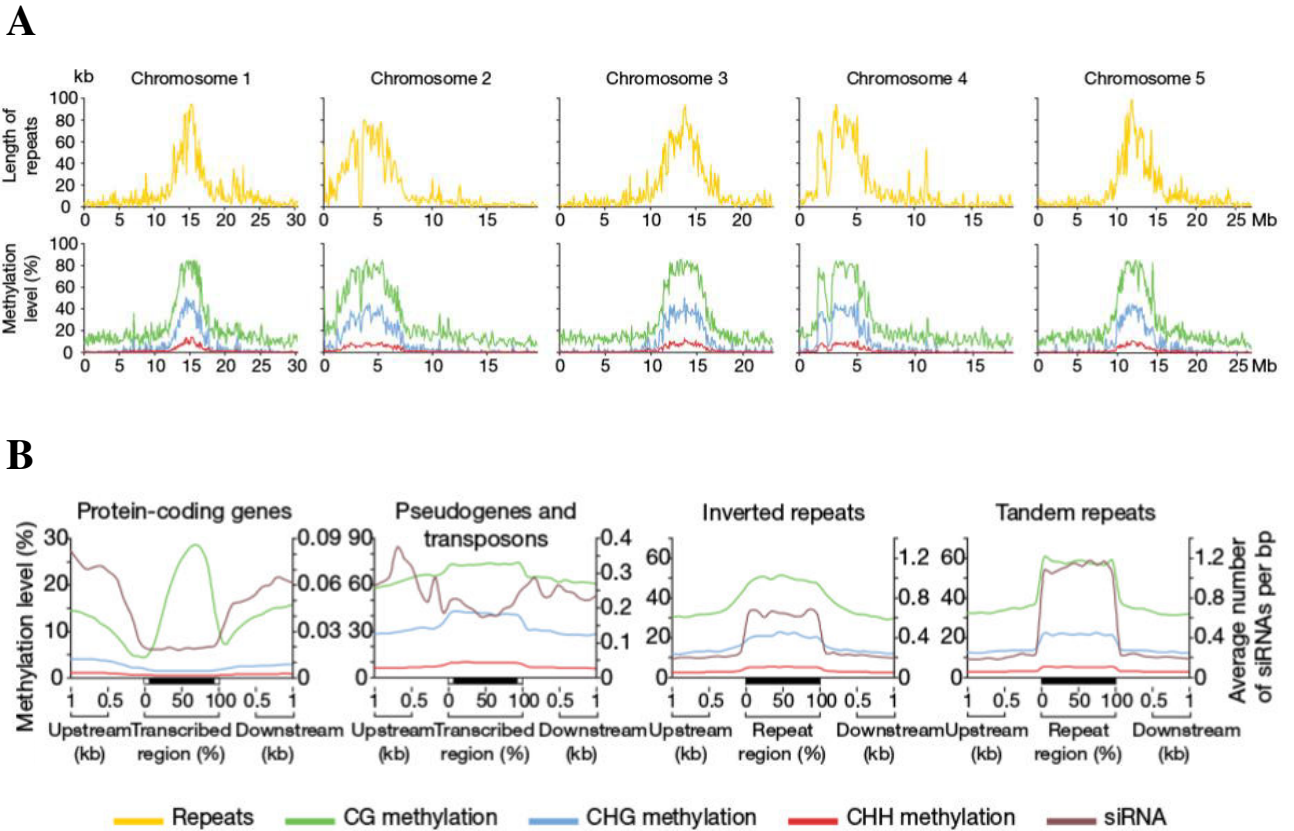 A
kb Chromosome 1 Chromosome 2 Chromosome 3 Chromosome 4 Chromosome 5
Length of
repeats
100
80
60
40
20
0
0 5 10 15 20 25 30 0 5 10 15 0 5 10 15 20 0 5 10 15 0 5 10 15 20 25 Mb
Methylation
level (%)
100
80
60
40
20
0
0 5 10 15 20 25 30 0 5 10 15 0 5 10 15 20 0 5 10 15 0 5 10 15 20 25 Mb
B
Protein-coding genes
Methylation level (%)
30
20
10
0
0.09
0.06
0.03
0
1 0.5 0 50 100 0.5 1
Upstream Transcribed Downstream
(kb) region (%) (kb)
Pseudogenes and
transposons
90
60
30
0
0.4
0.3
0.2
0.1
0
1 0.5 0 50 100 0.5 1
Upstream Transcribed Downstream
(kb) region (%) (kb)
Inverted repeats
60
40
20
0
1.2
0.8
0.4
0
1 0.5 0 50 100 0.5 1
Upstream Repeat Downstream
(kb) region (%) (kb)
Tandem repeats
60
40
20
0
1.2
0.8
0.4
0
1 0.5 0 50 100 0.5 1
Upstream Repeat Downstream
(kb) region (%) (kb)
Average number
of siRNAs per bp
Repeats CG methylation CHG methylation CHH methylation siRNA